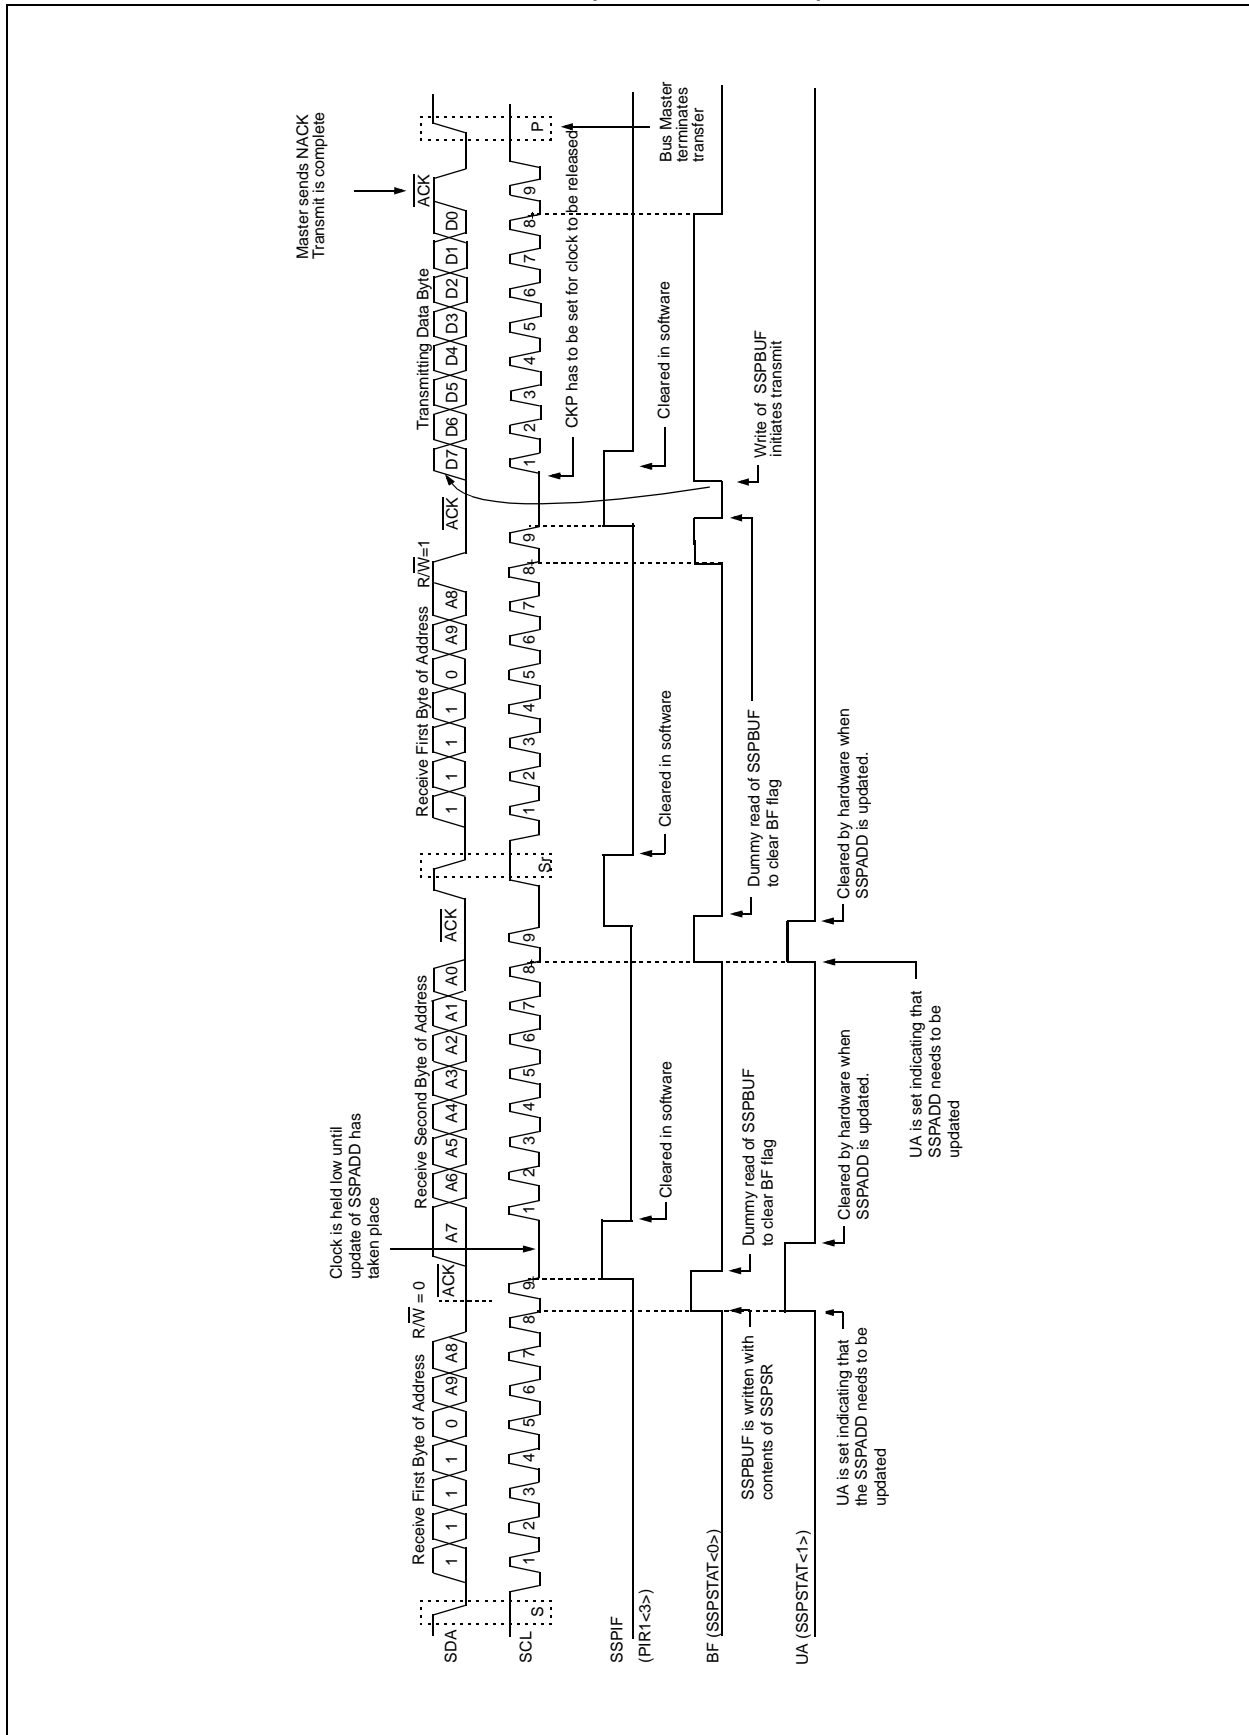 Master sends NACK
Transmit is complete
Receive First Byte of Address R/W = 0
ACK
Receive Second Byte of Address
ACK
Receive First Byte of Address R/W=1
ACK
Transmitting Data Byte
ACK
SDA
1 1 1 1 0 A9 A8
A7 A6 A5 A4 A3 A2 A1 A0
1 1 1 1 0 A9 A8
D7 D6 D5 D4 D3 D2 D1 D0
SCL
S
1 2 3 4 5 6 7 8 9
1 2 3 4 5 6 7 8 9
Sr
1 2 3 4 5 6 7 8 9
1 2 3 4 5 6 7 8 9
P
Clock is held low until
update of SSPADD has
taken place
CKP has to be set for clock to be released
Bus Master
terminates
transfer
SSPIF
(PIR1<3>)
Cleared in software
Cleared in software
Cleared in software
BF (SSPSTAT<0>)
SSPBUF is written with
contents of SSPSR
Dummy read of SSPBUF
to clear BF flag
Dummy read of SSPBUF
to clear BF flag
Write of SSPBUF
initiates transmit
UA (SSPSTAT<1>)
UA is set indicating that
the SSPADD needs to be
updated
Cleared by hardware when
SSPADD is updated.
UA is set indicating that
SSPADD needs to be
updated
Cleared by hardware when
SSPADD is updated.